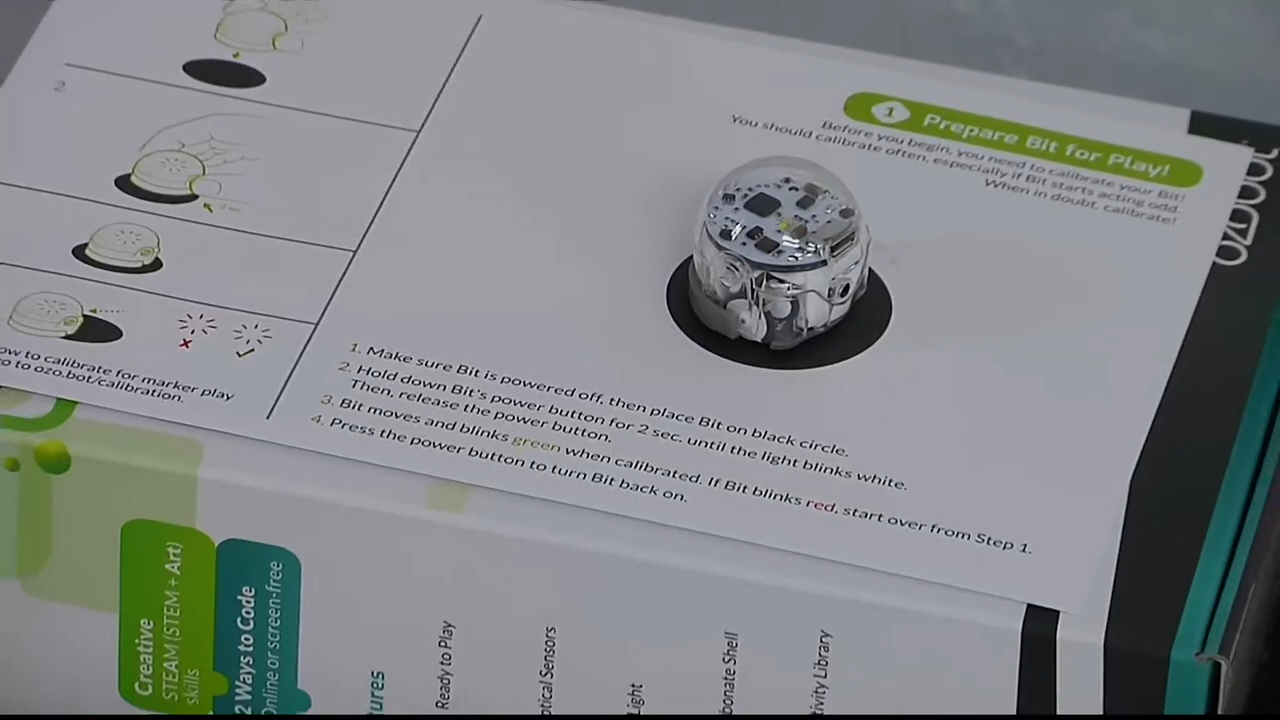 2
ow to calibrate for marker play
o to ozo.bot/calibration.
1 Prepare Bit for Play!
Before you begin, you need to calibrate your Bit!
You should calibrate often, especially if Bit starts acting odd.
When in doubt, calibrate!
1. Make sure Bit is powered off, then place Bit on black circle.
2. Hold down Bit's power button for 2 sec. until the light blinks white.
Then, release the power button.
3. Bit moves and blinks green when calibrated. If Bit blinks red, start over from Step 1.
4. Press the power button to turn Bit back on.
Creative
STEAM (STEM + Art)
skills
2 Ways to Code
Online or screen-free
tures
Ready to Play
ptical Sensors
Light
bonate Shell
tivity Library